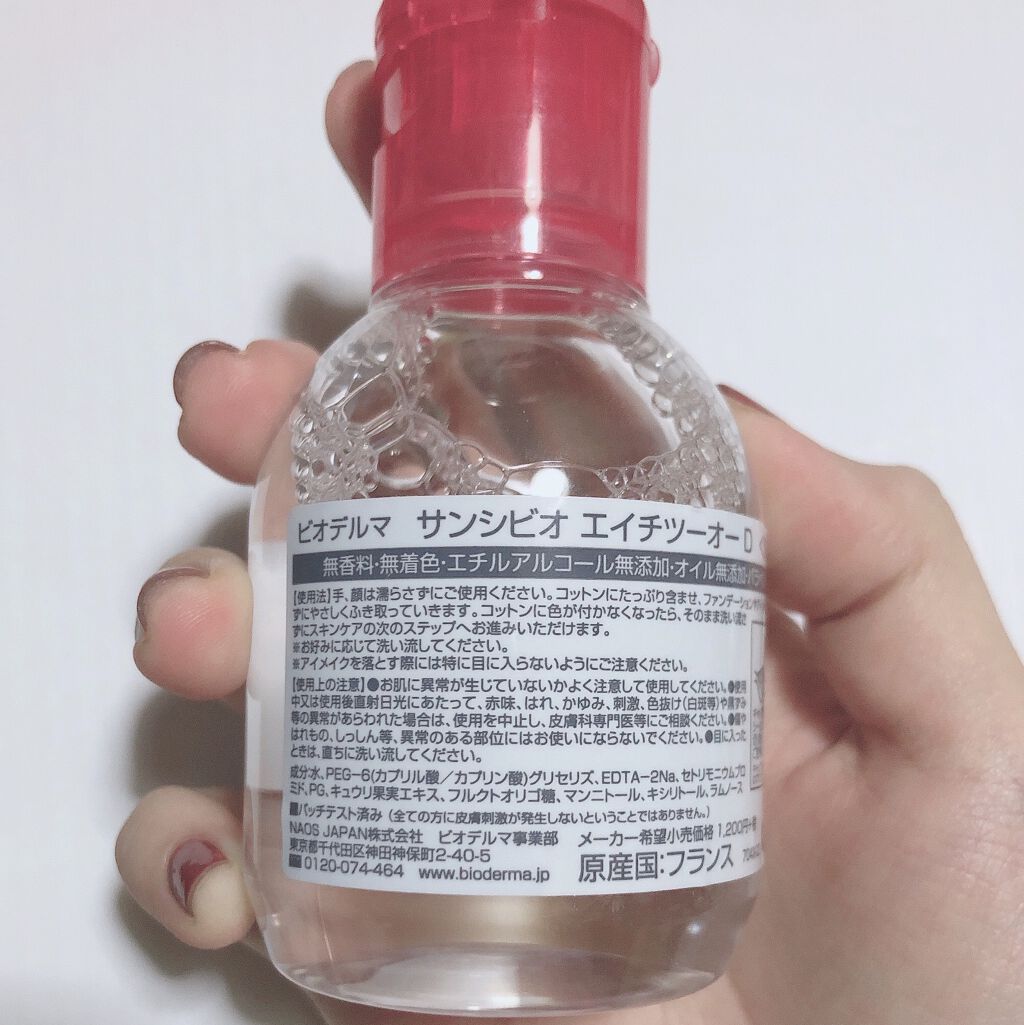 ビオデルマ　サンシビオ エイチツーオー D
無香料・無着色・エチルアルコール無添加・オイル無添加・パラベ
【使用法】手、顔は濡らさずにご使用ください。コットンにたっぷり含ませ、ファンデーションや
ずにやさしくふき取っていきます。コットンに色が付かなくなったら、そのまま洗い流さ
ずにスキンケアの次のステップへお進みいただけます。
※お好みに応じて洗い流してください。
※アイメイクを落とす際には特に目に入らないようにご注意ください。
【使用上の注意】●お肌に異常が生じていないかよく注意して使用してください。●使用
中又は使用後直射日光にあたって、赤味、はれ、かゆみ、刺激、色抜け(白斑等)や黒ずみ
等の異常があらわれた場合は、使用を中止し、皮膚科専門医等にご相談ください。●傷や
はれもの、しっしん等、異常のある部位にはお使いにならないでください。●目に入った
ときは、直ちに洗い流してください。
成分水、PEG-6(カプリル酸／カプリン酸)グリセリズ、EDTA-2Na、セトリモニウムブロ
ミド、PG、キュウリ果実エキス、フルクトオリゴ糖、マンニトール、キシリトール、ラムノース
■パッチテスト済み (全ての方に皮膚刺激が発生しないということではありません。)
NAOS JAPAN株式会社　ビオデルマ事業部　メーカー希望小売価格 1,200円+
東京都千代田区神田神保町2-40-5
0120-074-464　www.bioderma.jp　原産国:フランス